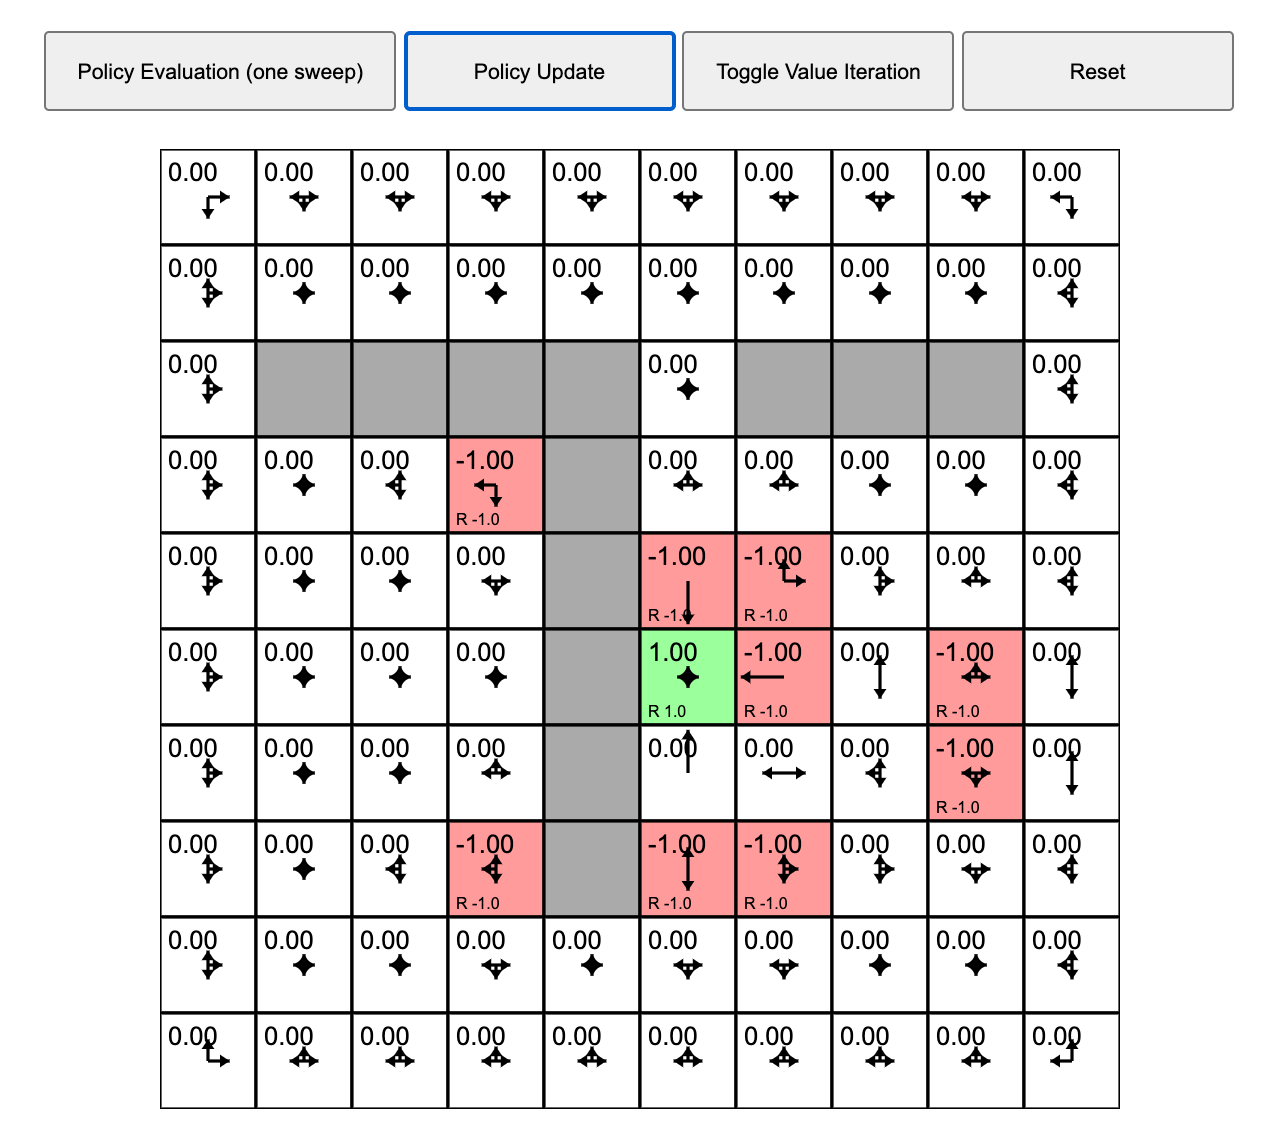 Policy Evaluation (one sweep) Policy Update Toggle Value Iteration Reset
0.00 0.00 0.00 0.00 0.00 0.00 0.00 0.00 0.00 0.00
0.00 0.00 0.00 0.00 0.00 0.00 0.00 0.00 0.00 0.00
0.00 0.00 0.00
0.00 0.00 0.00 -1.00 0.00 0.00 0.00 0.00 0.00
R -1.0
0.00 0.00 0.00 0.00 -1.00 -1.00 0.00 0.00 0.00
R -1.0 R -1.0
0.00 0.00 0.00 0.00 1.00 -1.00 0.00 -1.00 0.00
R 1.0 R -1.0 R -1.0
0.00 0.00 0.00 0.00 0.00 0.00 0.00 -1.00 0.00
R -1.0
0.00 0.00 0.00 -1.00 -1.00 -1.00 0.00 0.00 0.00
R -1.0 R -1.0 R -1.0
0.00 0.00 0.00 0.00 0.00 0.00 0.00 0.00 0.00 0.00
0.00 0.00 0.00 0.00 0.00 0.00 0.00 0.00 0.00 0.00